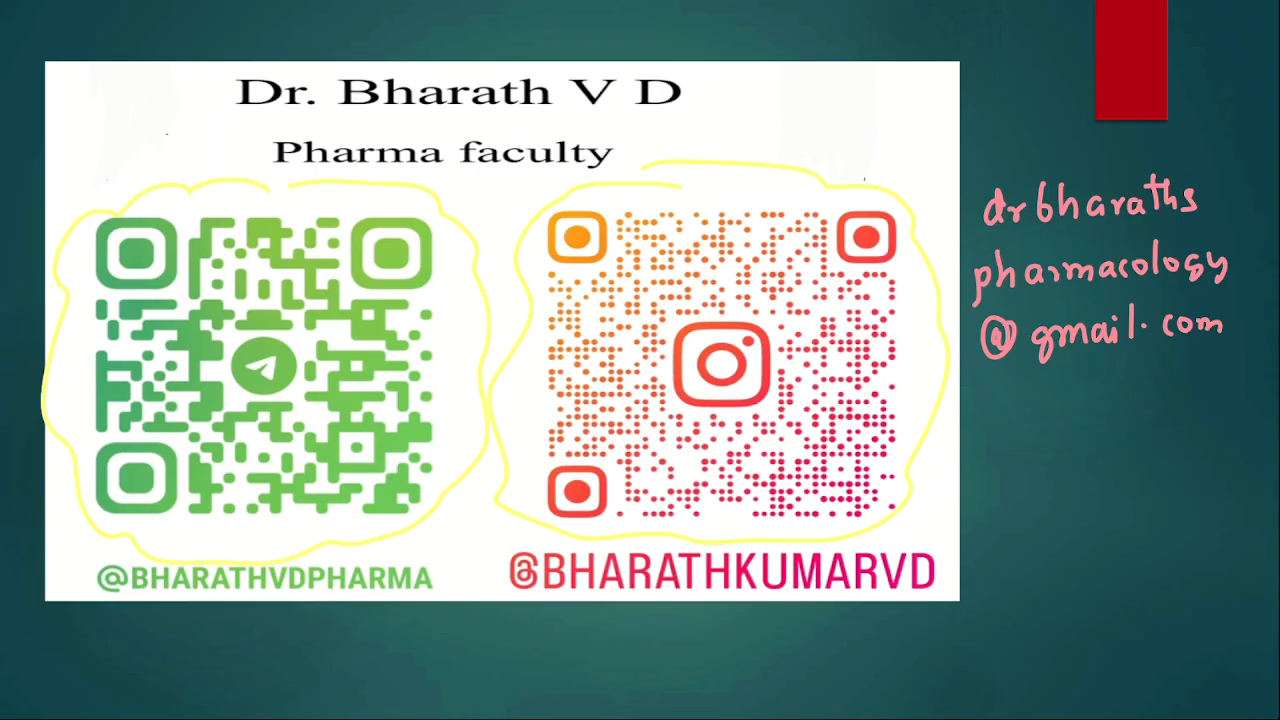 Dr. Bharath V D
Pharma faculty
@BHARATHVDPHARMA
@BHARATHKUMARVD
drbharaths
pharmacology
@gmail.com